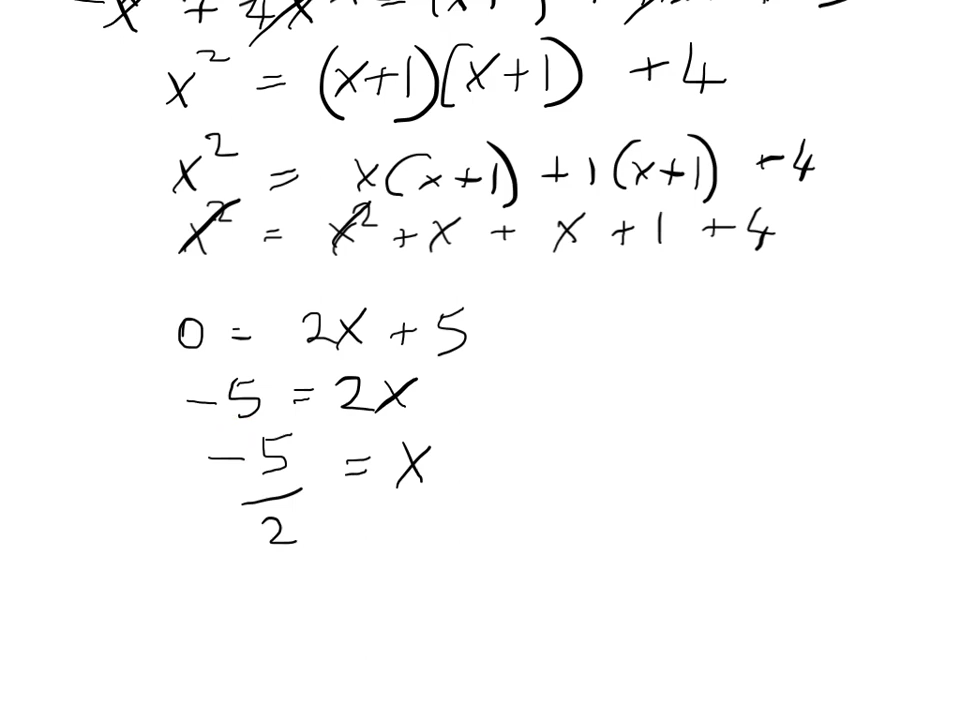 x² = (x+1)(x+1) + 4
x² = x(x+1) + 1(x+1) + 4
x² = x² + x + x + 1 + 4
0 = 2x + 5
-5 = 2x
-5/2 = x